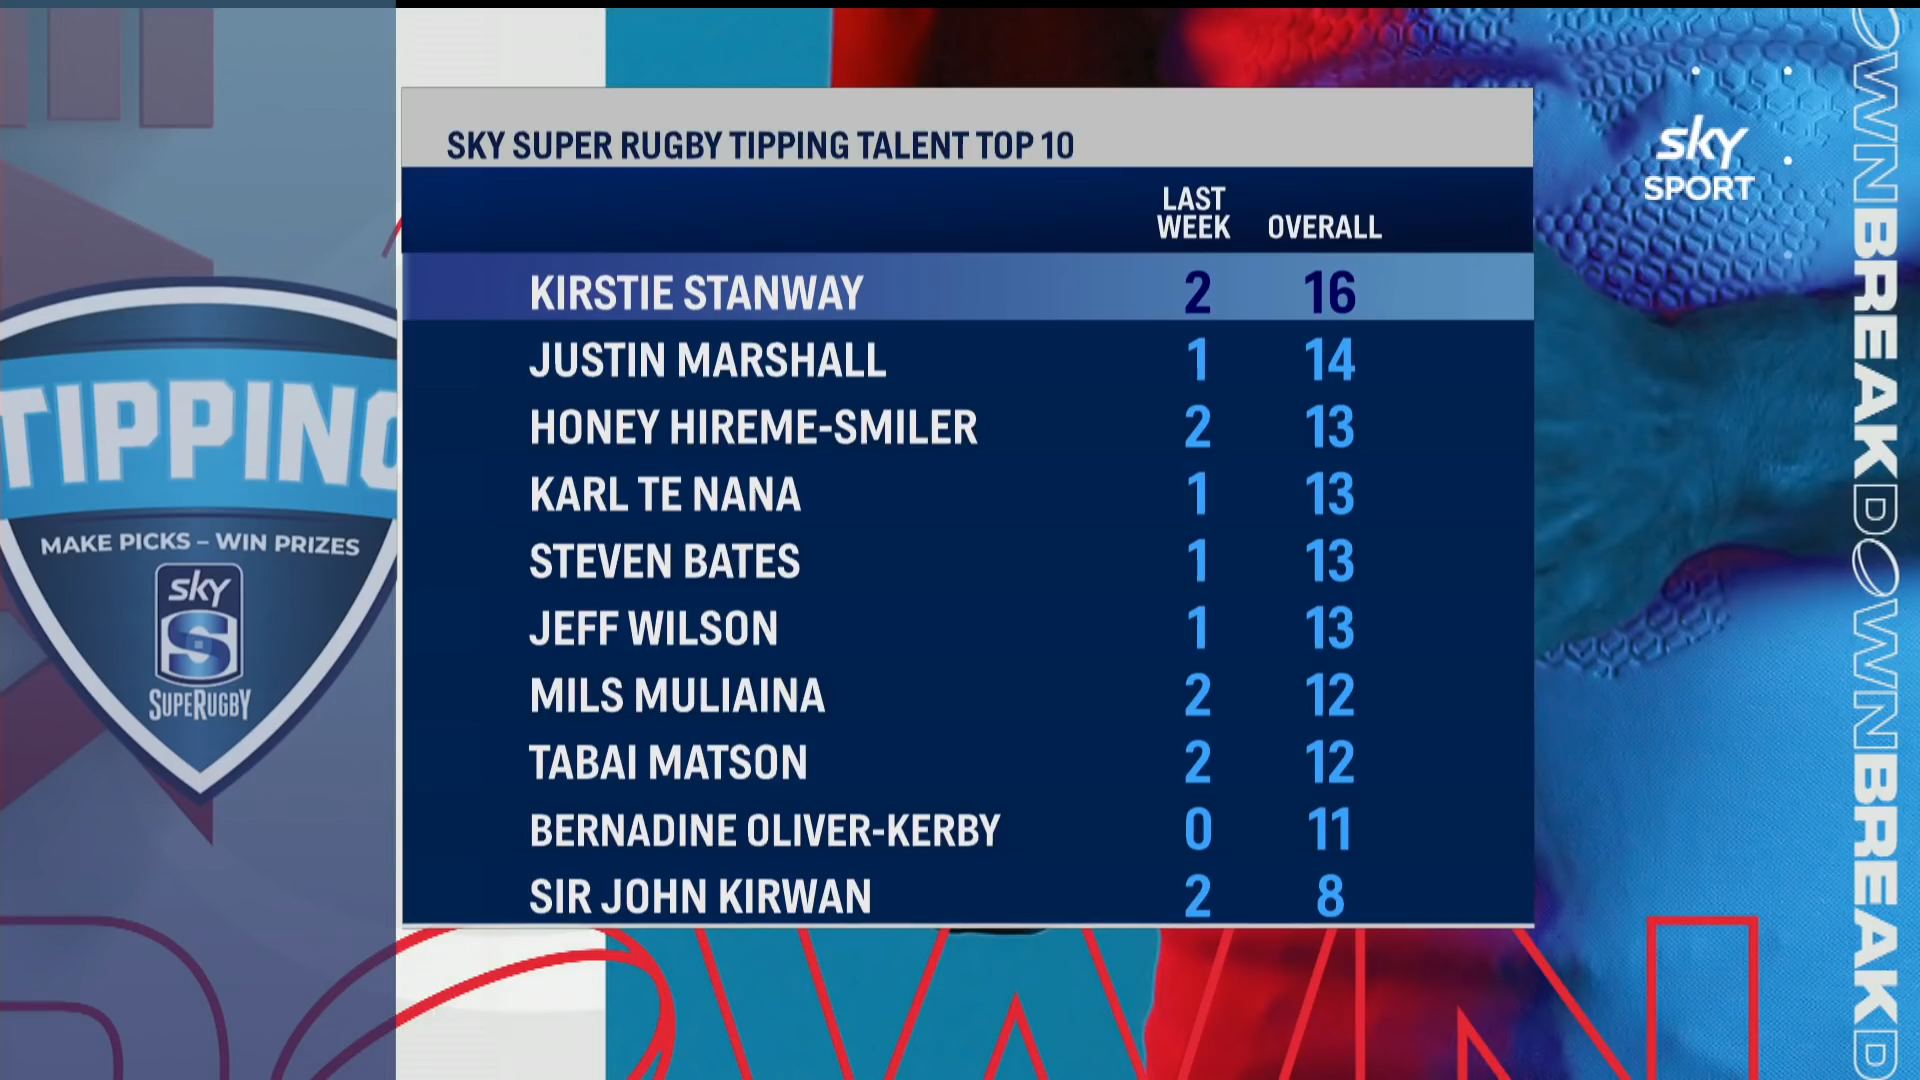 SKY SUPER RUGBY TIPPING TALENT TOP 10
LAST WEEK OVERALL
KIRSTIE STANWAY 2 16
JUSTIN MARSHALL 1 14
HONEY HIREME-SMILER 2 13
KARL TE NANA 1 13
STEVEN BATES 1 13
JEFF WILSON 1 13
MILS MULIAINA 2 12
TABAI MATSON 2 12
BERNADINE OLIVER-KERBY 0 11
SIR JOHN KIRWAN 2 8
TIPPING
MAKE PICKS – WIN PRIZES
sky
S
SUPERRUGBY
sky
SPORT
OWNBREAKDOWNBREAKD